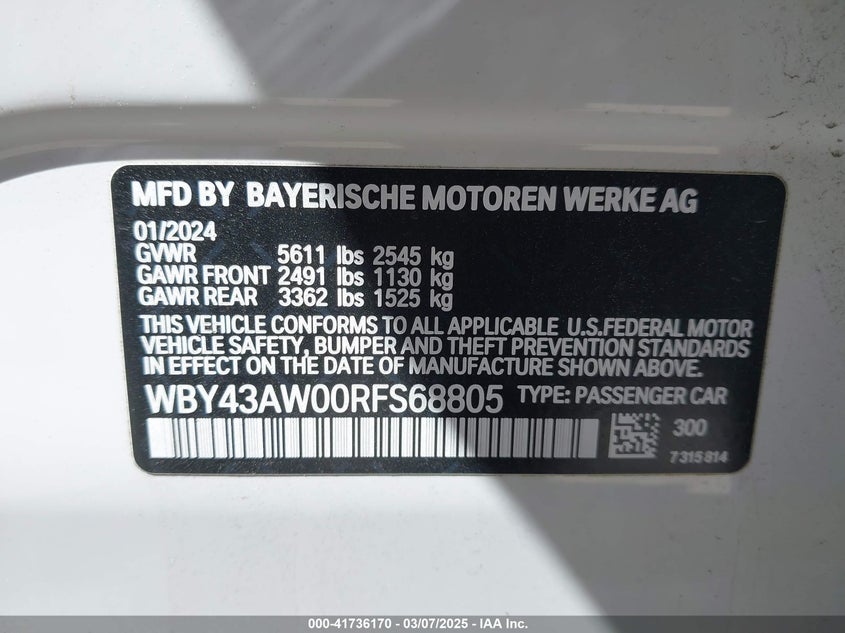 MFD BY BAYERISCHE MOTOREN WERKE AG
01/2024
GVWR 5611 lbs 2545 kg
GAWR FRONT 2491 lbs 1130 kg
GAWR REAR 3362 lbs 1525 kg
THIS VEHICLE CONFORMS TO ALL APPLICABLE U.S.FEDERAL MOTOR
VEHICLE SAFETY, BUMPER AND THEFT PREVENTION STANDARDS
IN EFFECT ON THE DATE OF MANUFACTURE SHOWN ABOVE.
WBY43AW00RFS68805 TYPE: PASSENGER CAR
300
7 315 814
000-41736170 — 03/07/2025 — IAA Inc.